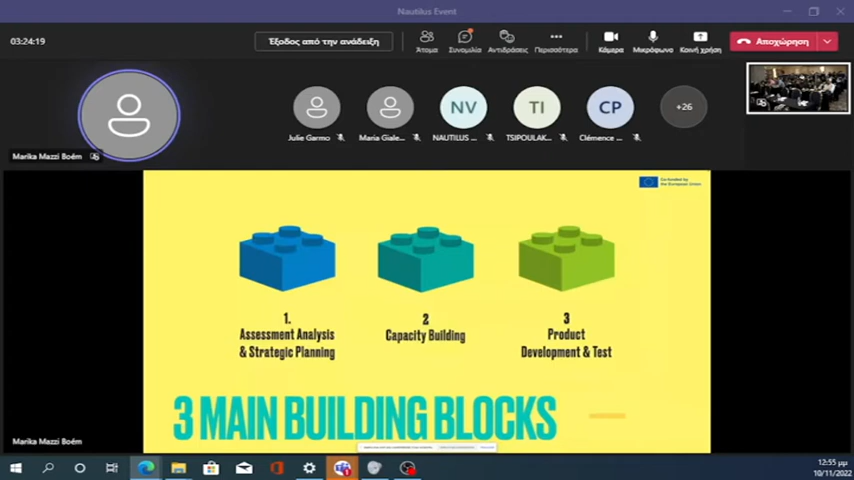 Nautilus Event
03:24:19
Έξοδος από την ανάδειξη
Άτομα
Συνομιλία
Αντιδράσεις
Περισσότερα
Κάμερα
Μικρόφωνο
Κοινή χρήση
Αποχώρηση
Marika Mazzi Boém
Julie Garmo
Maria Giale...
NV
NAUTILUS ...
TI
TSIPOULAK...
CP
Clémence ...
+26
Co-funded by
the European Union
1.
Assessment Analysis
& Strategic Planning
2
Capacity Building
3
Product
Development & Test
3 MAIN BUILDING BLOCKS
Marika Mazzi Boém
12:55 μμ
10/11/2022